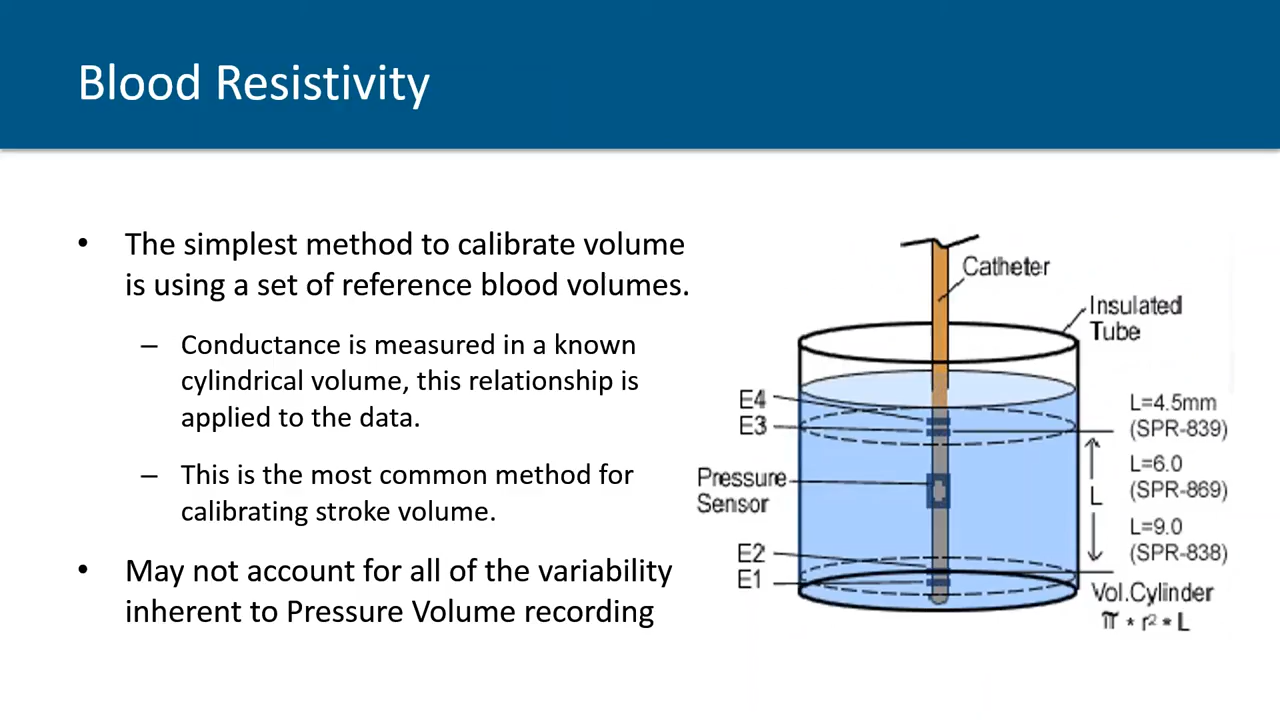 Blood Resistivity
• The simplest method to calibrate volume
is using a set of reference blood volumes.
– Conductance is measured in a known
cylindrical volume, this relationship is
applied to the data.
– This is the most common method for
calibrating stroke volume.
• May not account for all of the variability
inherent to Pressure Volume recording
Catheter
Insulated
Tube
E4
E3
Pressure
Sensor
E2
E1
L=4.5mm
(SPR-839)
L=6.0
(SPR-869)
L
L=9.0
(SPR-838)
Vol.Cylinder
π * r² * L